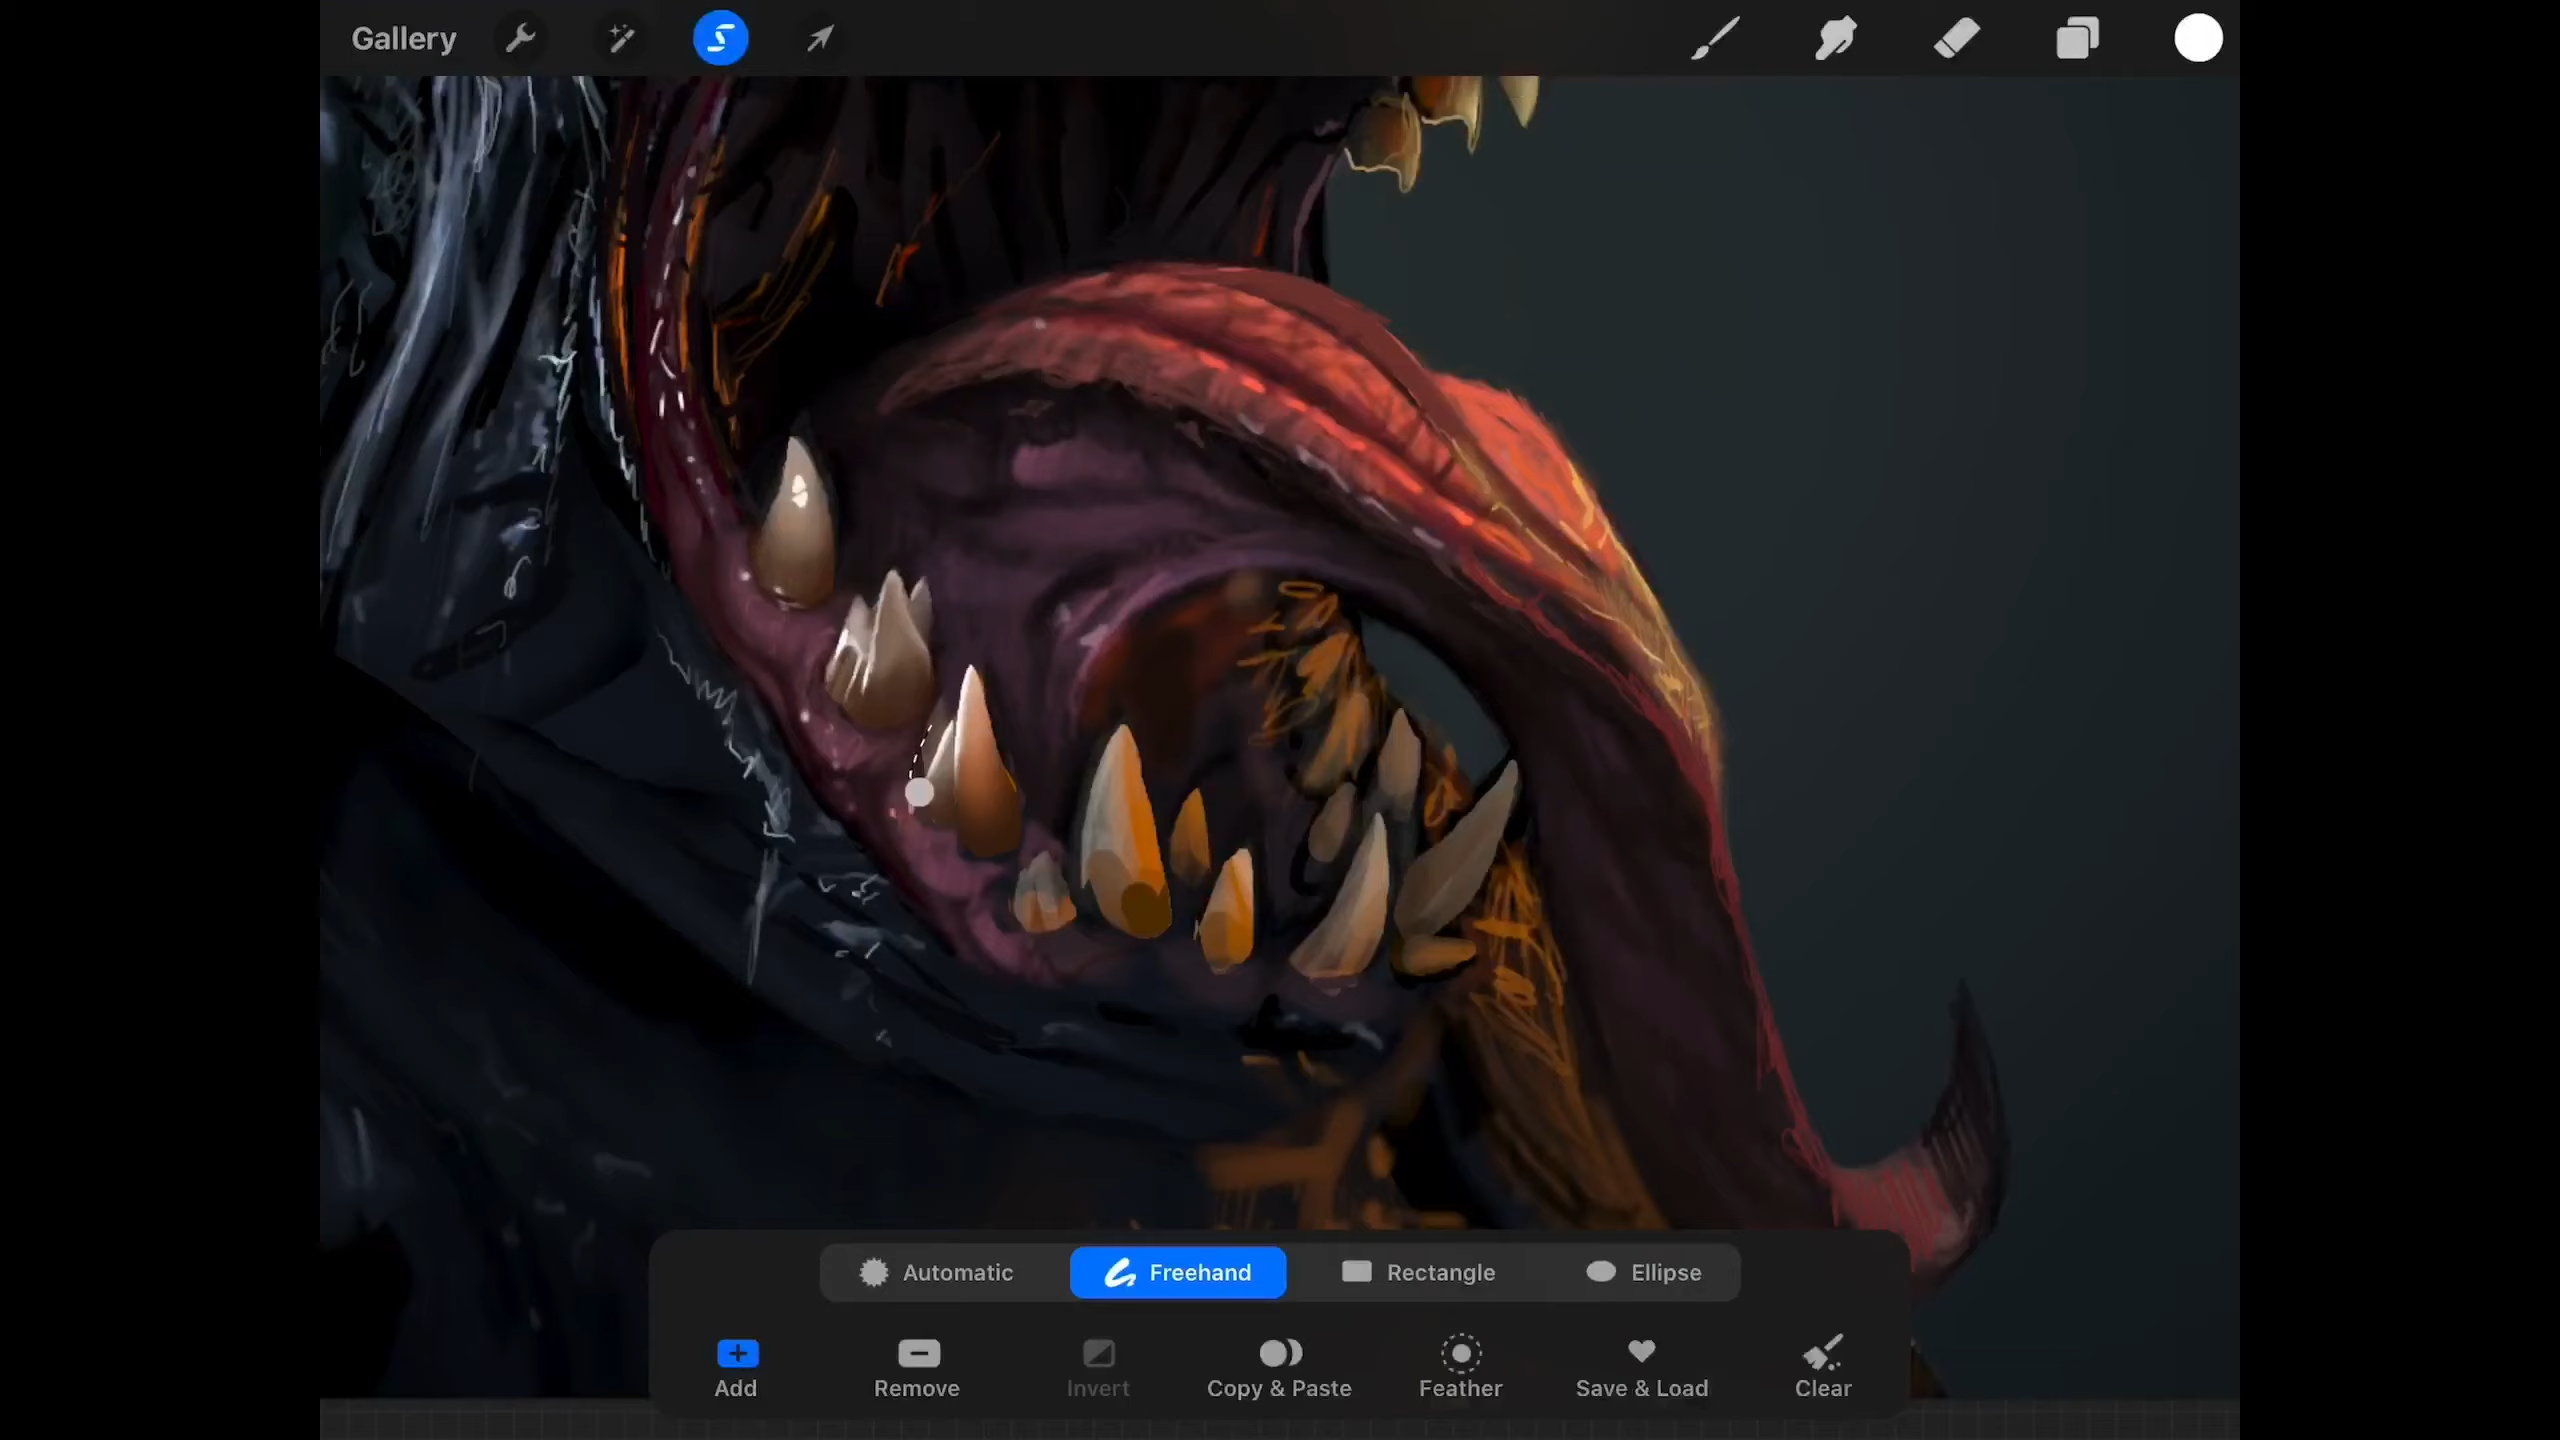 Gallery
Automatic Freehand Rectangle Ellipse
Add Remove Invert Copy & Paste Feather Save & Load Clear